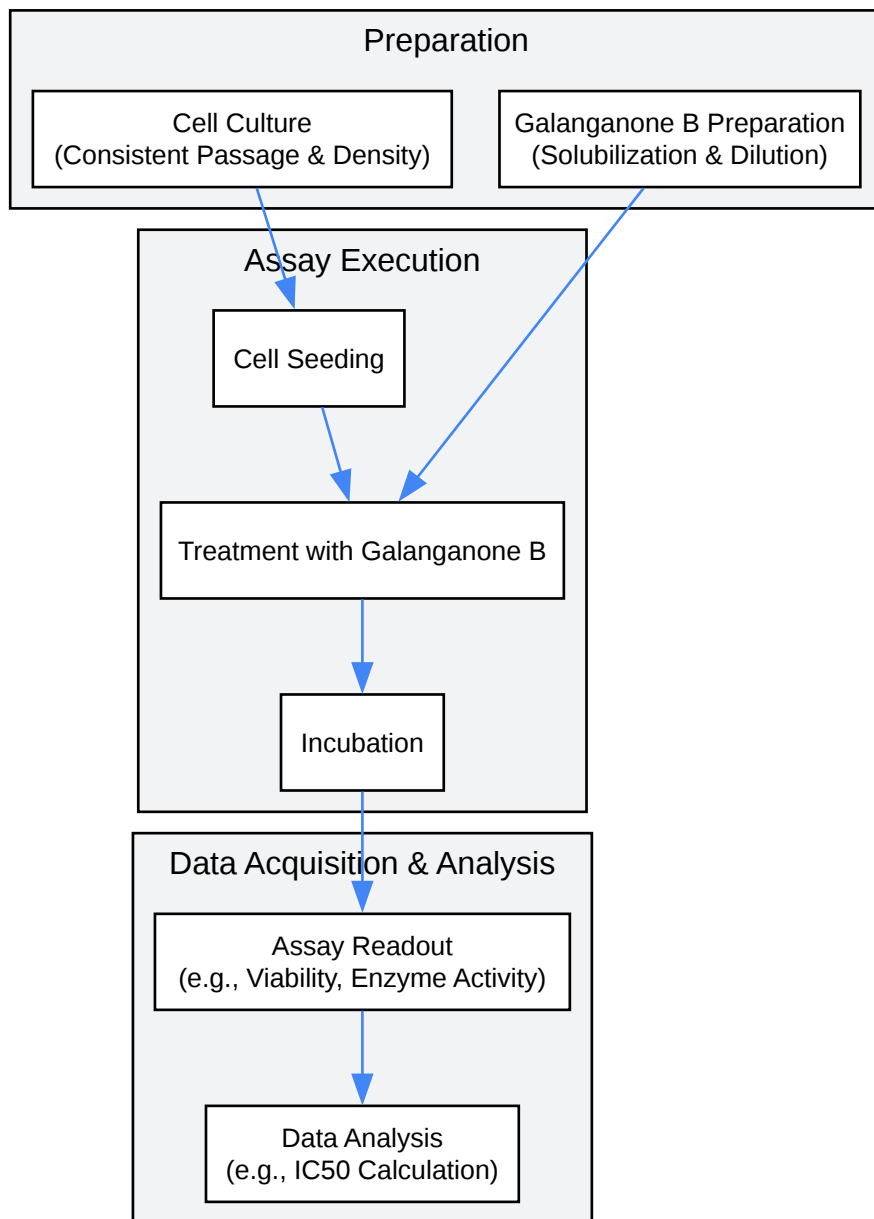 Preparation
Cell Culture
(Consistent Passage & Density)
Galanganone B Preparation
(Solubilization & Dilution)
Assay Execution
Cell Seeding
Treatment with Galanganone B
Incubation
Data Acquisition & Analysis
Assay Readout
(e.g., Viability, Enzyme Activity)
Data Analysis
(e.g., IC50 Calculation)